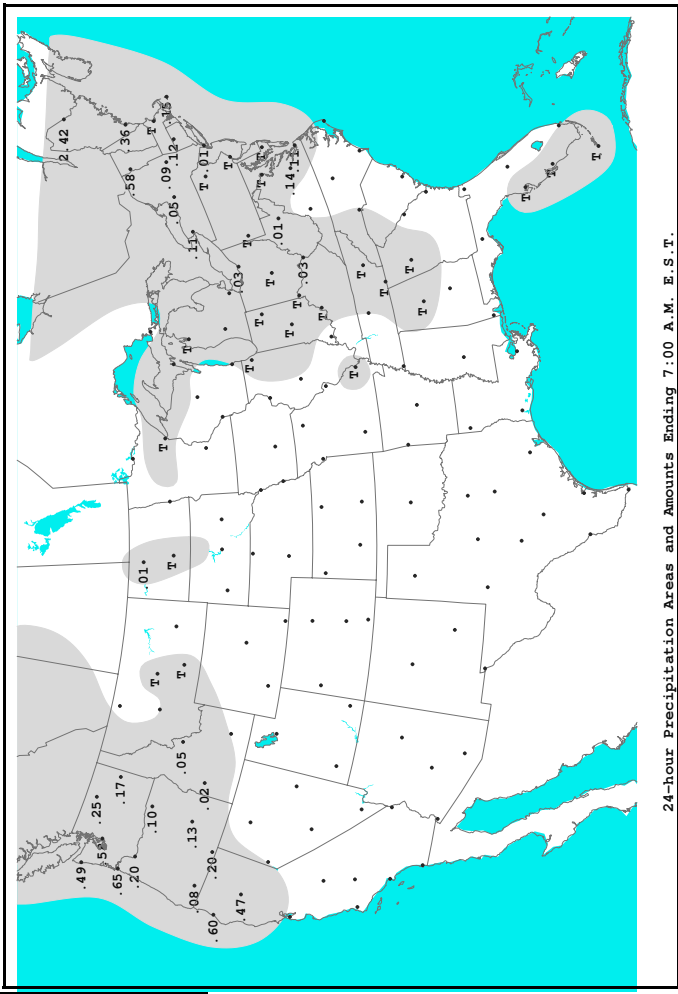 2.42
.49
.25
.65
.17
.36
.58
.20
.01
T
.10
T
T
.09
.15
T
.12
.05
T
.05
T
.13
.11
.08
.01
T
.02
.20
.60
T
.03
.47
T
T
T
T
T
T
.01
.14
T
.11
T
.03
T
T
T
T
T
T
T
T
T
24-hour Precipitation Areas and Amounts Ending 7:00 A.M. E.S.T.